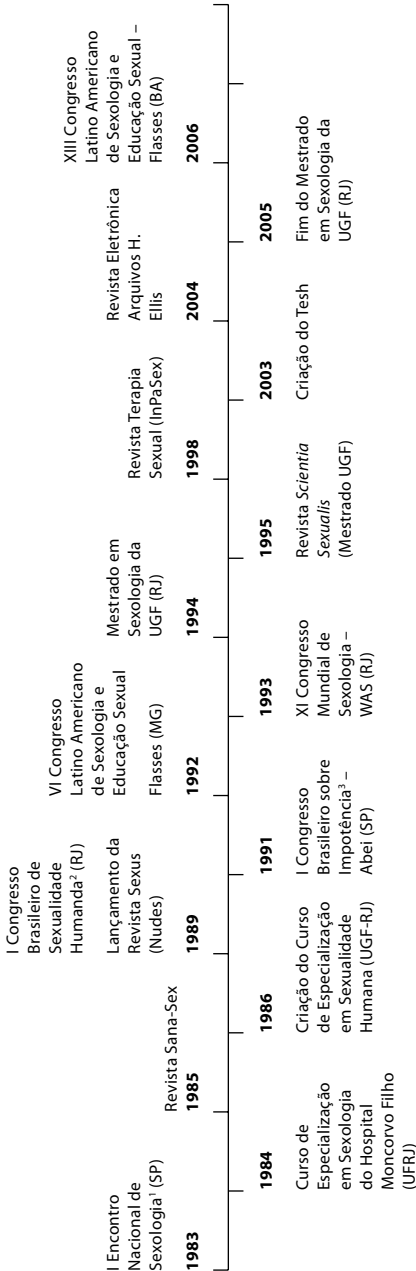 I Encontro
Nacional de
Sexologia¹ (SP)
1983
Curso de
Especialização
em Sexologia
do Hospital
Moncorvo Filho
(UFRJ)
1984
Revista Sana-Sex
1985
Criação do Curso
de Especialização
em Sexualidade
Humana (UGF-RJ)
1986
I Congresso
Brasileiro de
Sexualidade
Humanda² (RJ)
Lançamento da
Revista Sexus
(Nudes)
1989
I Congresso
Brasileiro sobre
Impotência³ –
Abei (SP)
1991
VI Congresso
Latino Americano
de Sexologia e
Educação Sexual
Flasses (MG)
1992
XI Congresso
Mundial de
Sexologia –
WAS (RJ)
1993
Mestrado em
Sexologia da
UGF (RJ)
1994
Revista Scientia
Sexualis
(Mestrado UGF)
1995
Revista Terapia
Sexual (InPaSex)
1998
Criação do Tesh
2003
Revista Eletrônica
Arquivos H.
Ellis
2004
Fim do Mestrado
em Sexologia da
UGF (RJ)
2005
XIII Congresso
Latino Americano
de Sexologia e
Educação Sexual –
Flasses (BA)
2006